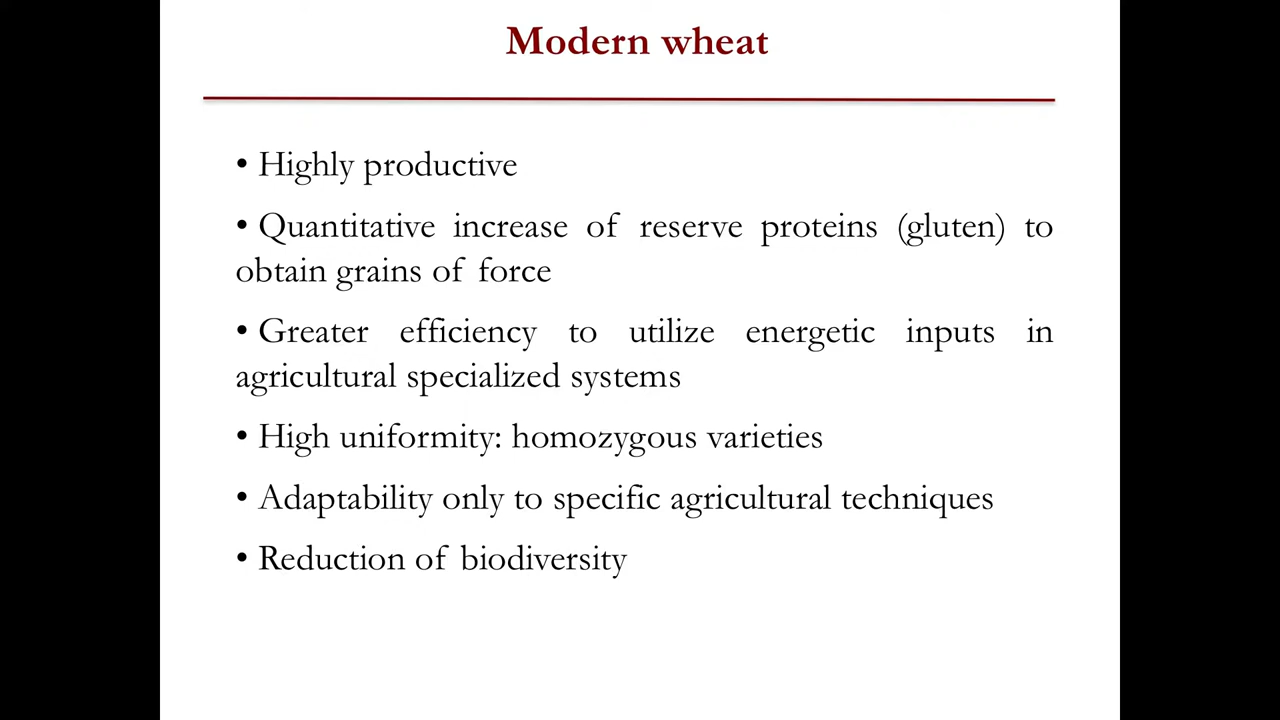 Modern wheat
• Highly productive
• Quantitative increase of reserve proteins (gluten) to
obtain grains of force
• Greater efficiency to utilize energetic inputs in
agricultural specialized systems
• High uniformity: homozygous varieties
• Adaptability only to specific agricultural techniques
• Reduction of biodiversity